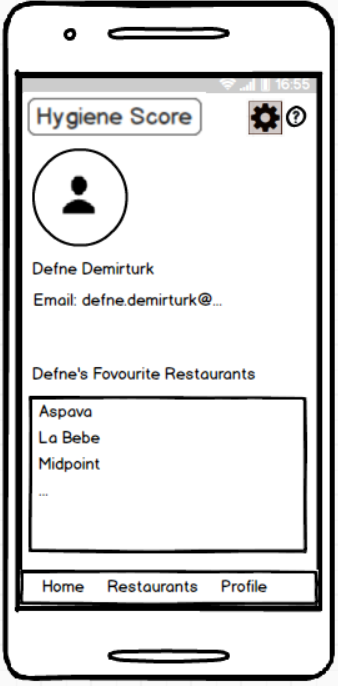 16:55
Hygiene Score
?
Defne Demirturk
Email: defne.demirturk@...
Defne's Fovourite Restaurants
Aspava
La Bebe
Midpoint
...
Home Restaurants Profile